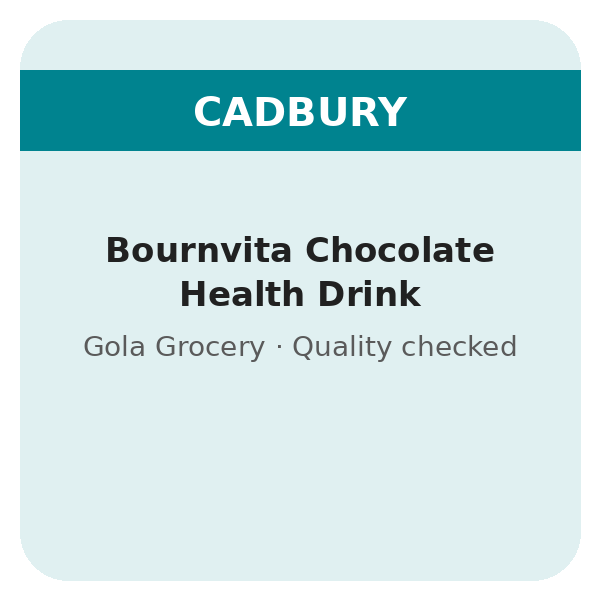 CADBURY
Bournvita Chocolate
Health Drink
Gola Grocery · Quality checked